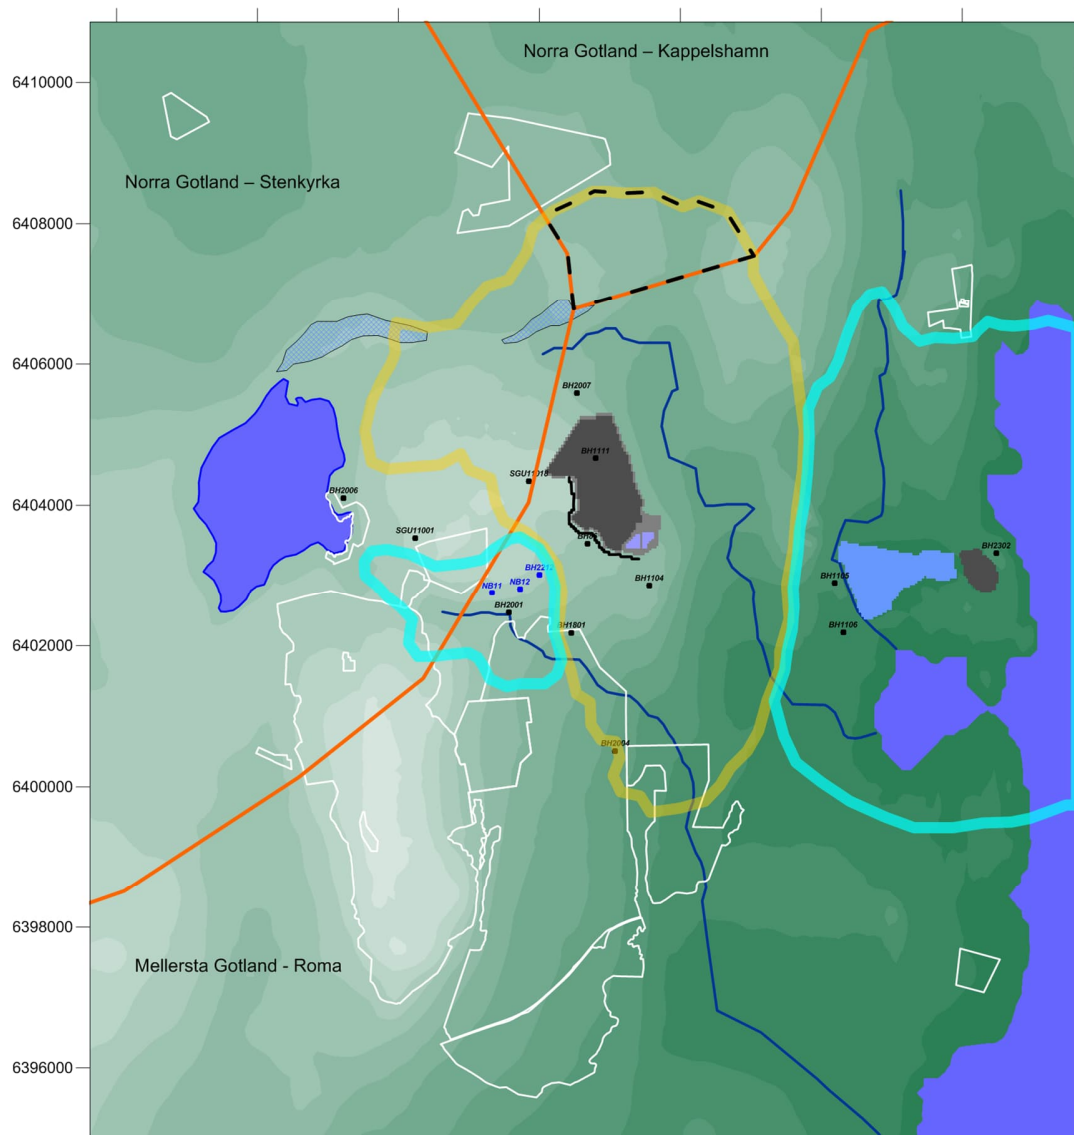 Norra Gotland – Kappelshamn
6410000
Norra Gotland – Stenkyrka
6408000
6406000
BH2007
BH1111
SGU11018
BH2006
6404000
SGU11001
BH2302
BH2212
BH1105
NB11
NB12
BH1104
BH2001
BH1801
BH1106
6402000
BH2004
6400000
6398000
Mellersta Gotland - Roma
6396000